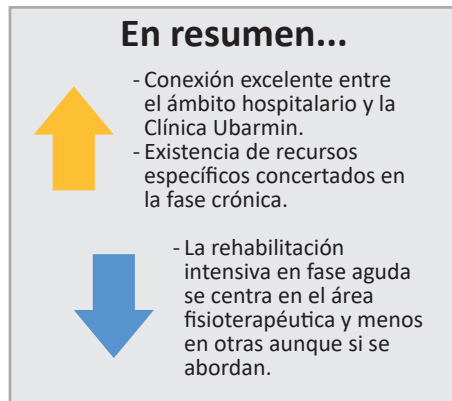 En resumen...
- Conexión excelente entre
el ámbito hospitalario y la
Clínica Ubarmin.
- Existencia de recursos
específicos concertados en
la fase crónica.
- La rehabilitación
intensiva en fase aguda
se centra en el área
fisioterapéutica y menos
en otras aunque si se
abordan.